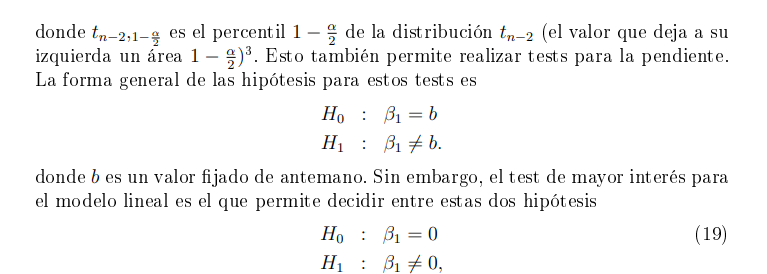 donde $t_{n-2,1-\frac{\alpha}{2}}$ es el percentil $1-\frac{\alpha}{2}$ de la distribución $t_{n-2}$ (el valor que deja a su
izquierda un área $1-\frac{\alpha}{2})^3$. Esto también permite realizar tests para la pendiente.
La forma general de las hipótesis para estos tests es
$H_0 : \beta_1 = b$
$H_1 : \beta_1 \neq b.$
donde $b$ es un valor fijado de antemano. Sin embargo, el test de mayor interés para
el modelo lineal es el que permite decidir entre estas dos hipótesis
$H_0 : \beta_1 = 0$ (19)
$H_1 : \beta_1 \neq 0,$